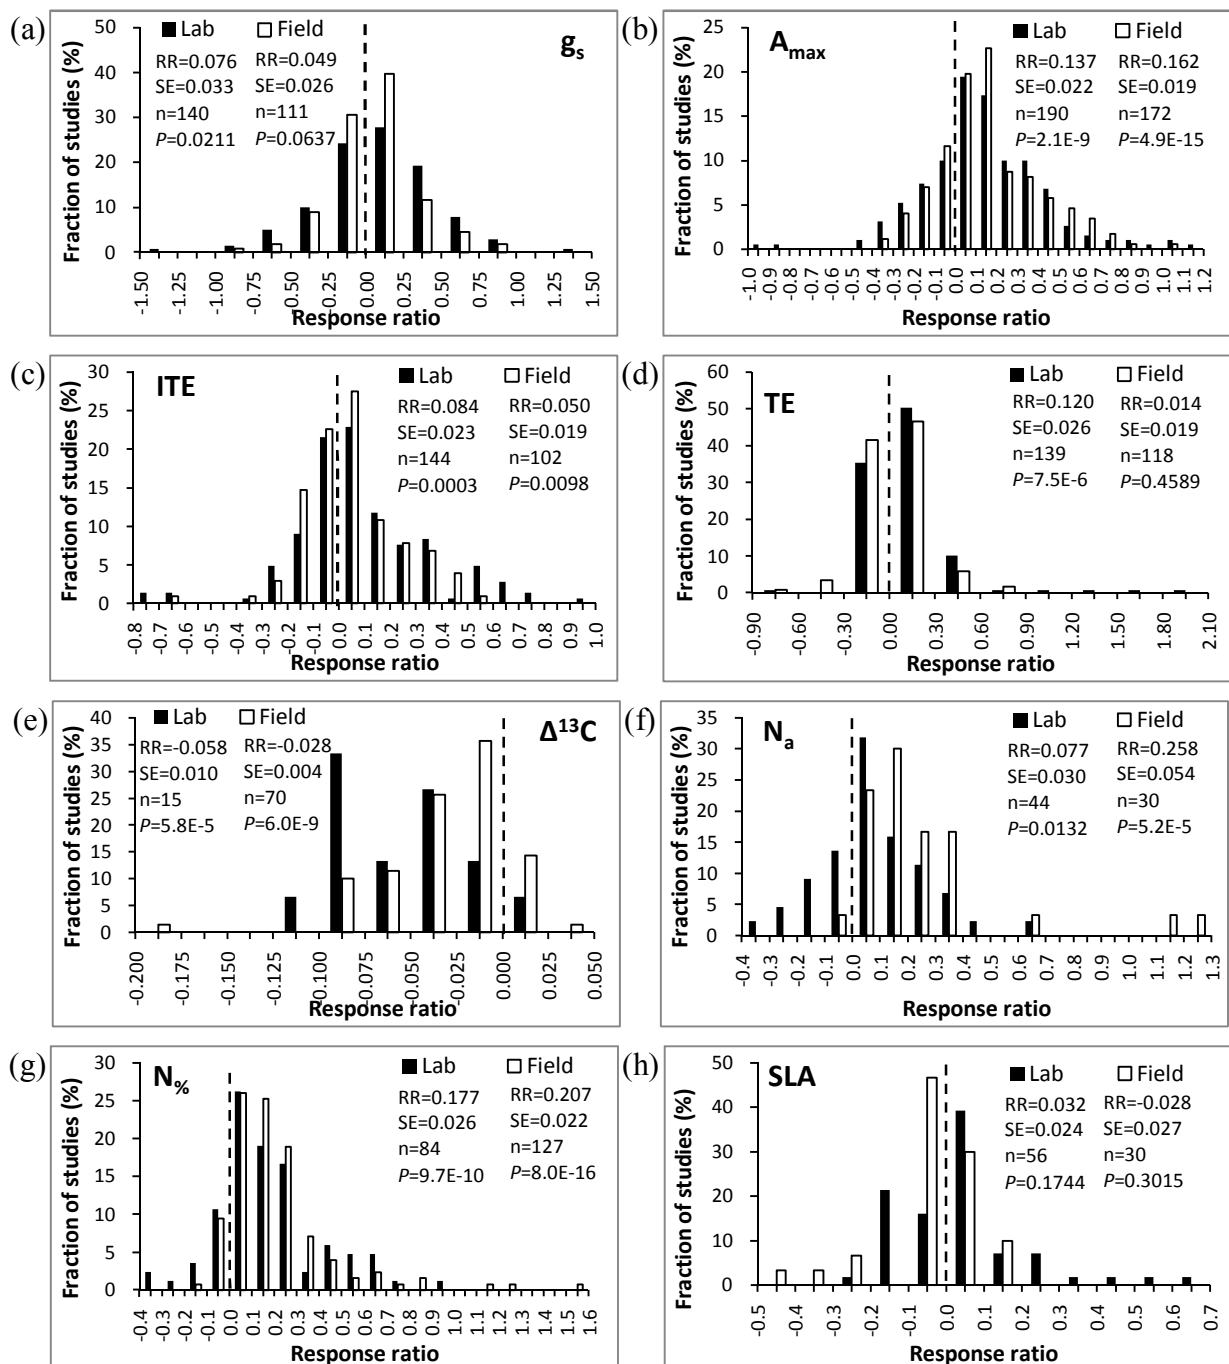 (a)
Fraction of studies (%)
50
40
30
20
10
0
Lab Field
RR=0.076 RR=0.049
SE=0.033 SE=0.026
n=140 n=111
P=0.0211 P=0.0637
gs
-1.50 -1.00 -0.75 -0.25 0.00 0.25 0.75 1.00 1.50
Response ratio
(b)
Fraction of studies (%)
25
20
15
10
5
0
Amax
Lab Field
RR=0.137 RR=0.162
SE=0.022 SE=0.019
n=190 n=172
P=2.1E-9 P=4.9E-15
-1.0 -0.9 -0.8 -0.7 -0.6 -0.5 -0.4 -0.3 -0.2 -0.1 0.0 0.1 0.2 0.3 0.4 0.5 0.6 0.7 0.8 0.9 1.0 1.1 1.2
Response ratio
(c)
Fraction of studies (%)
30
25
20
15
10
5
0
ITE
Lab Field
RR=0.084 RR=0.050
SE=0.023 SE=0.019
n=144 n=102
P=0.0003 P=0.0098
-0.8 -0.7 -0.5 -0.4 -0.3 -0.2 -0.1 0.0 0.1 0.2 0.3 0.4 0.5 0.6 0.7 0.8 1.0
Response ratio
(d)
Fraction of studies (%)
60
50
40
30
20
10
0
TE
Lab Field
RR=0.120 RR=0.014
SE=0.026 SE=0.019
n=139 n=118
P=7.5E-6 P=0.4589
-0.90 -0.60 -0.30 0.00 0.30 0.60 0.90 1.20 1.50 1.80 2.10
Response ratio
(e)
Fraction of studies (%)
40
35
30
25
20
15
10
5
0
Lab Field
RR=-0.058 RR=-0.028
SE=0.010 SE=0.004
n=15 n=70
P=5.8E-5 P=6.0E-9
Δ¹³C
-0.200 -0.175 -0.150 -0.125 -0.100 -0.075 -0.050 -0.025 0.000 0.025 0.050
Response ratio
(f)
Fraction of studies (%)
35
30
25
20
15
10
5
0
Na
Lab Field
RR=0.077 RR=0.258
SE=0.030 SE=0.054
n=44 n=30
P=0.0132 P=5.2E-5
-0.4 -0.3 -0.2 -0.1 0.0 0.1 0.2 0.3 0.4 0.5 0.6 0.7 0.8 1.0 1.1 1.2 1.3
Response ratio
(g)
Fraction of studies (%)
30
25
20
15
10
5
0
N%
Lab Field
RR=0.177 RR=0.207
SE=0.026 SE=0.022
n=84 n=127
P=9.7E-10 P=8.0E-16
-0.4 -0.3 -0.2 -0.1 0.0 0.1 0.2 0.3 0.4 0.5 0.6 0.7 0.8 0.9 1.0 1.1 1.2 1.3 1.4 1.5 1.6
Response ratio
(h)
Fraction of studies (%)
50
40
30
20
10
0
SLA
Lab Field
RR=0.032 RR=-0.028
SE=0.024 SE=0.027
n=56 n=30
P=0.1744 P=0.3015
-0.5 -0.4 -0.2 -0.1 0.0 0.1 0.2 0.3 0.4 0.6 0.7
Response ratio